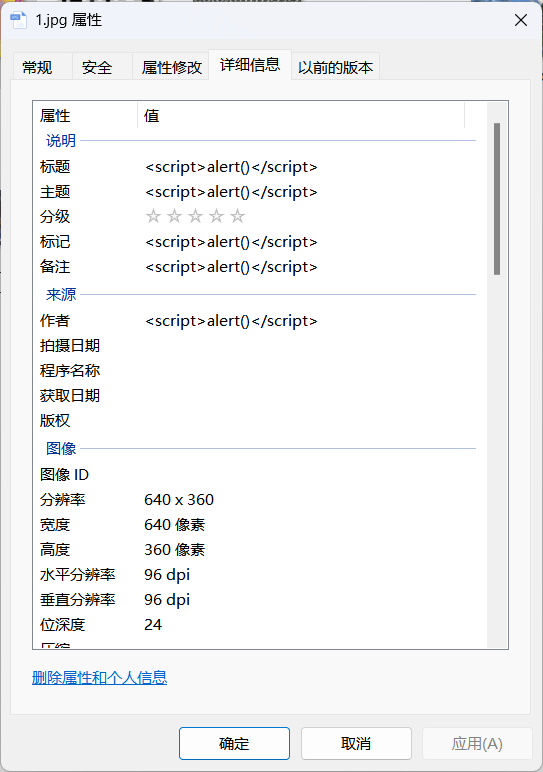 1.jpg 属性
常规 安全 属性修改 详细信息 以前的版本
属性 值
说明
标题 <script>alert()</script>
主题 <script>alert()</script>
分级
标记 <script>alert()</script>
备注 <script>alert()</script>
来源
作者 <script>alert()</script>
拍摄日期
程序名称
获取日期
版权
图像
图像 ID
分辨率 640 x 360
宽度 640 像素
高度 360 像素
水平分辨率 96 dpi
垂直分辨率 96 dpi
位深度 24
删除属性和个人信息
确定 取消 应用(A)